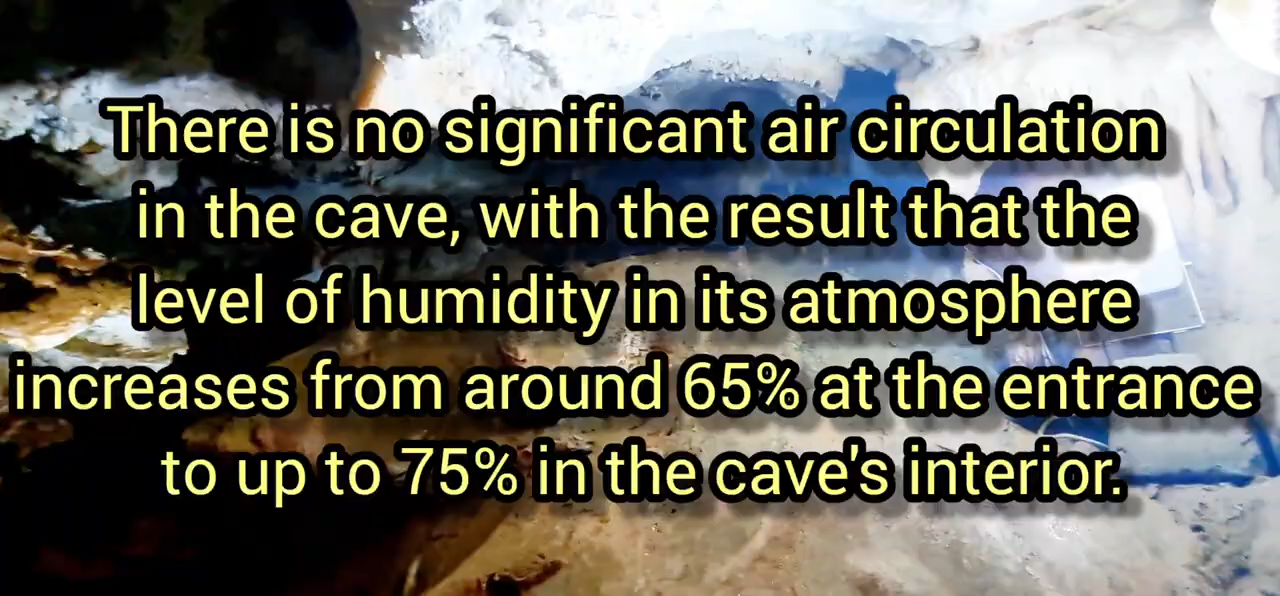 There is no significant air circulation
in the cave, with the result that the
level of humidity in its atmosphere
increases from around 65% at the entrance
to up to 75% in the cave's interior.